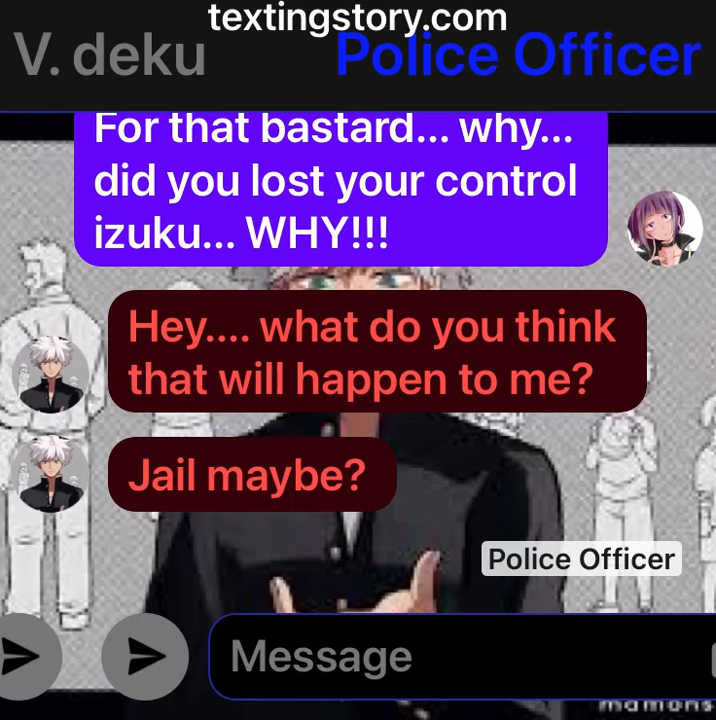 textingstory.com
V. deku Police Officer
For that bastard... why...
did you lost your control
izuku... WHY!!!
Hey.... what do you think
that will happen to me?
Jail maybe?
Police Officer
Message